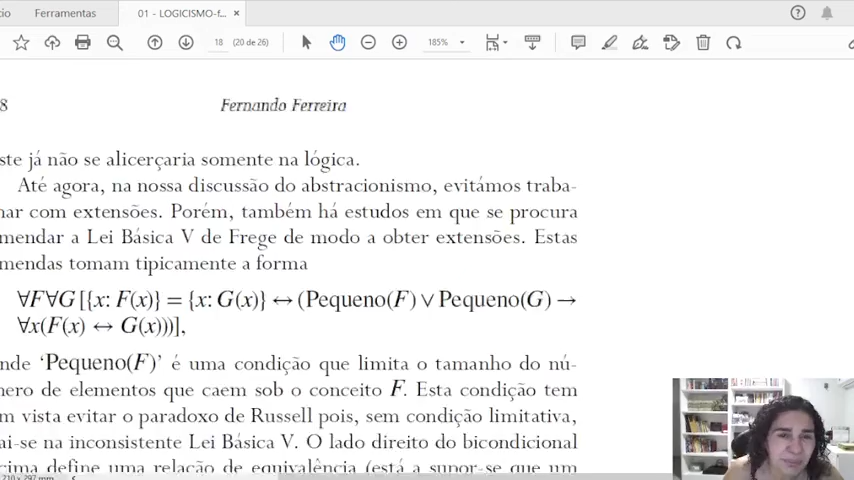 io Ferramentas 01 - LOGICISMO-f... ×
18 (20 de 26) 185%
8 Fernando Ferreira
ste já não se alicerçaria somente na lógica.
Até agora, na nossa discussão do abstracionismo, evitámos traba-
har com extensões. Porém, também há estudos em que se procura
mendar a Lei Básica V de Frege de modo a obter extensões. Estas
mendas tomam tipicamente a forma
∀F∀G [{x: F(x)} = {x: G(x)} ↔ (Pequeno(F) ∨ Pequeno(G) →
∀x(F(x) ↔ G(x)))],
nde ‘Pequeno(F)’ é uma condição que limita o tamanho do nú-
mero de elementos que caem sob o conceito F. Esta condição tem
m vista evitar o paradoxo de Russell pois, sem condição limitativa,
ai-se na inconsistente Lei Básica V. O lado direito do bicondicional
cima define uma relação de equivalência (está a supor-se que um
210 x 297 mm